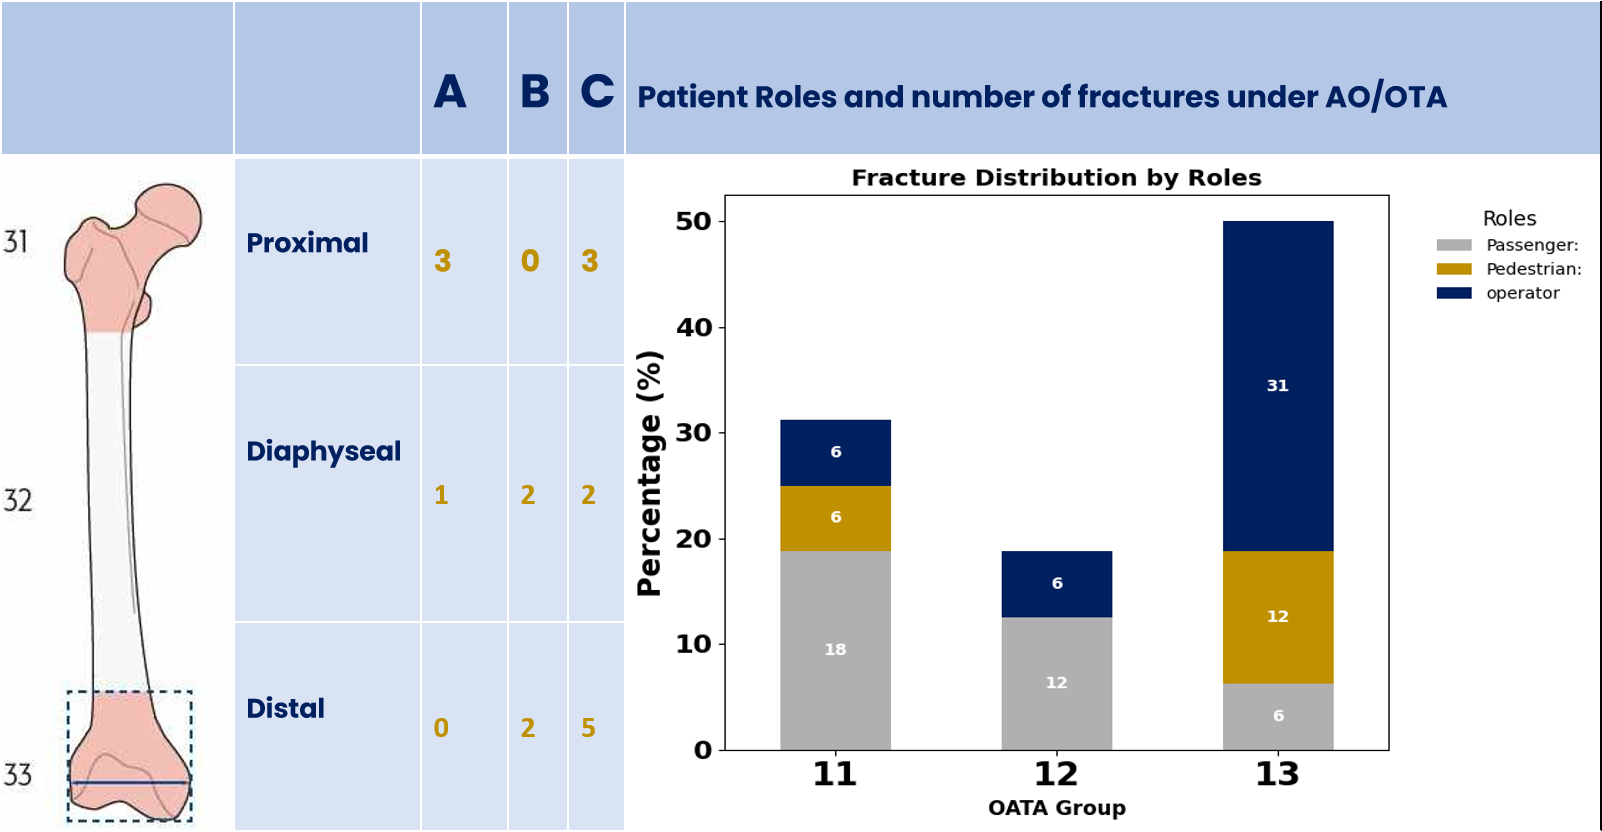 A B C Patient Roles and number of fractures under AO/OTA
31 Proximal 3 0 3
32 Diaphyseal 1 2 2
33 Distal 0 2 5
Fracture Distribution by Roles
Percentage (%)
50
40
30
20
10
0
6
6
18
6
12
31
12
6
11 12 13
OATA Group
Roles
Passenger:
Pedestrian:
operator